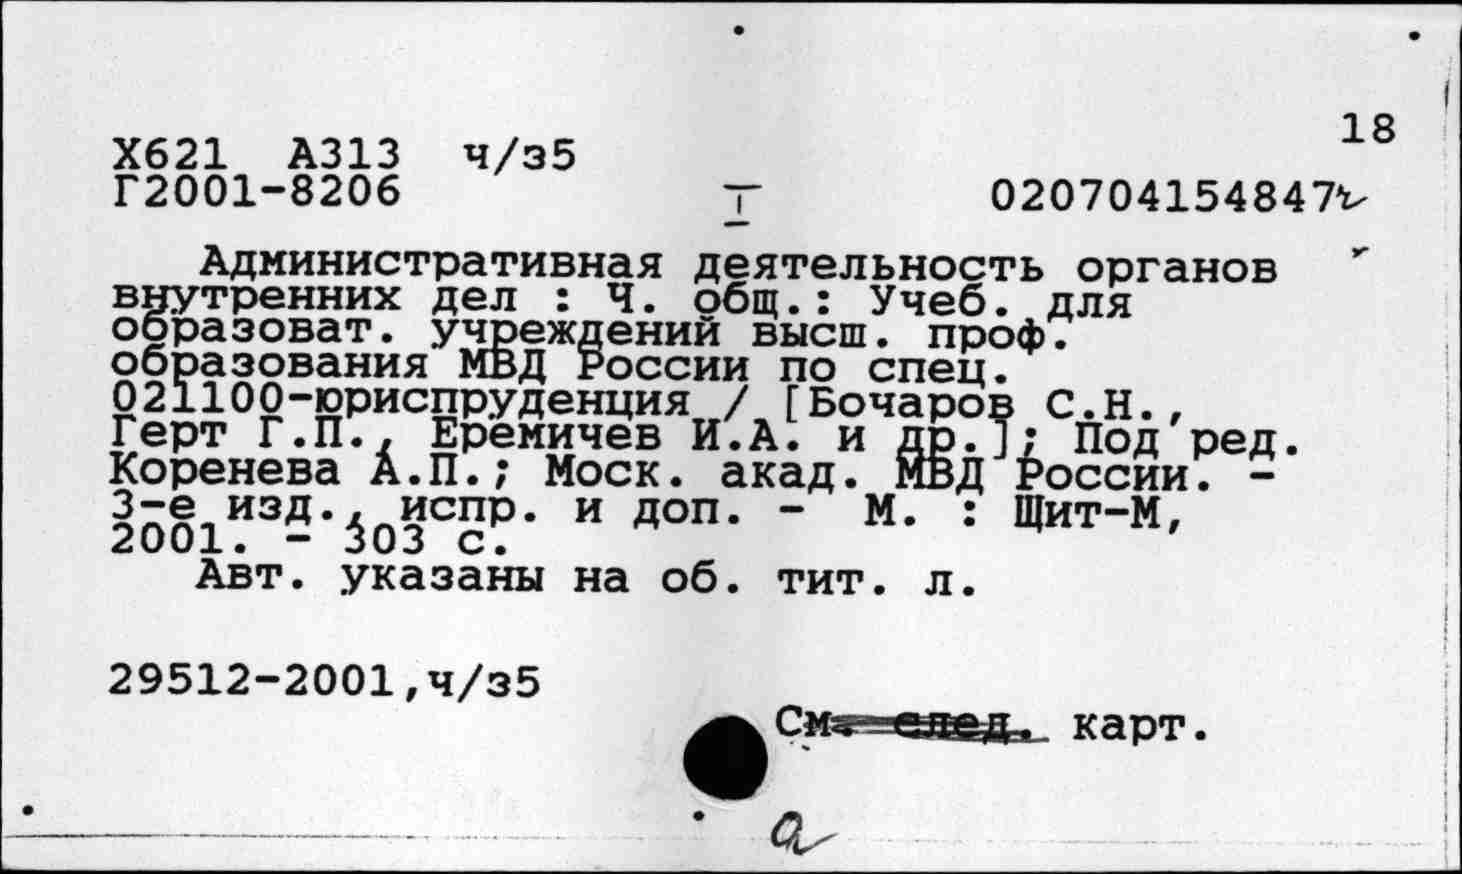 18
Х621 А313 ч/з5
Г2001-8206 Т 020704154847
Административная деятельность органов
внутренних дел : Ч. общ.: Учеб. для
образоват. учреждений высш. проф.
образования МВД России по спец.
021100-юриспруденция / [Бочаров С.Н.,
Герт Г.П., Еремичев И.А. и др.]; Под ред.
Коренева А.П.; Моск. акад. МВД России. -
3-е изд., испр. и доп. - М. : Щит-М,
2001. - 303 с.
Авт. указаны на об. тит. л.
29512-2001,ч/з5
См. след. карт.